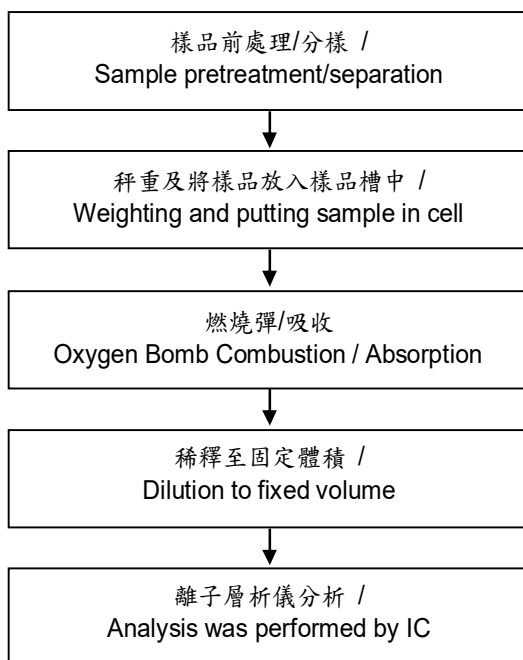 樣品前處理/分樣 /
Sample pretreatment/separation
秤重及將樣品放入樣品槽中 /
Weighting and putting sample in cell
燃燒彈/吸收
Oxygen Bomb Combustion / Absorption
稀釋至固定體積 /
Dilution to fixed volume
離子層析儀分析 /
Analysis was performed by IC